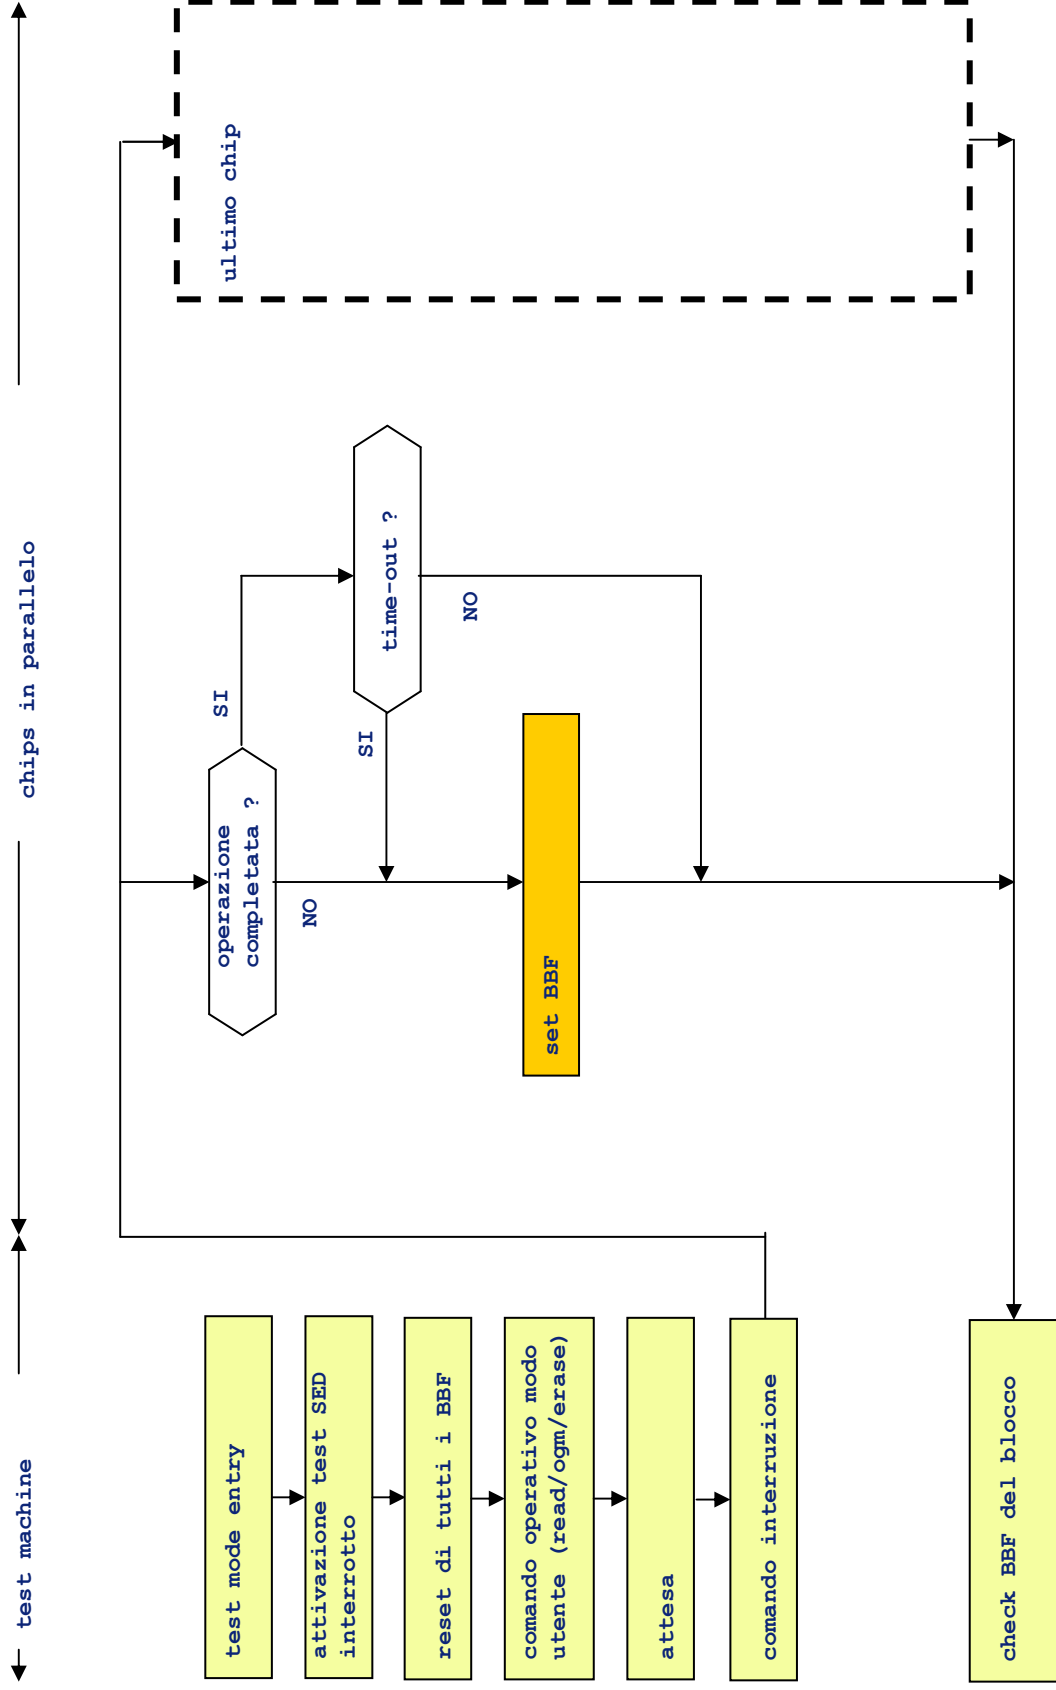 test machine
chips in parallelo
test mode entry
attivazione test SED
interrotto
reset di tutti i BBF
comando operativo modo
utente (read/ogm/erase)
attesa
comando interruzione
check BBF del blocco
operazione
completata ?
SI
NO
time-out ?
SI
NO
set BBF
ultimo chip